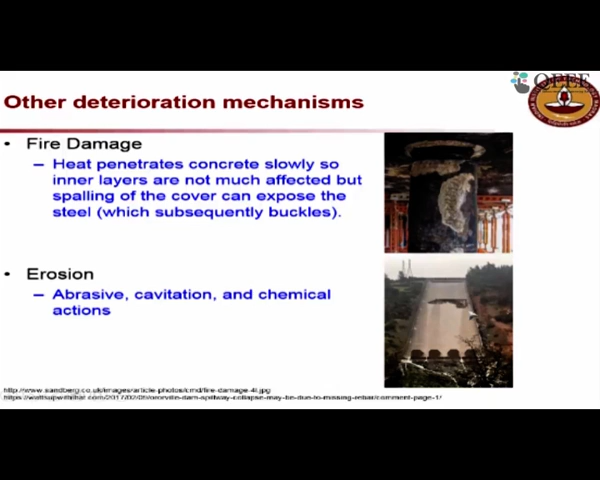 Other deterioration mechanisms
• Fire Damage
– Heat penetrates concrete slowly so
inner layers are not much affected but
spalling of the cover can expose the
steel (which subsequently buckles).
• Erosion
– Abrasive, cavitation, and chemical
actions
http://www.sandberg.co.uk/images/article-photos/cmd/fire-damage-4l.jpg